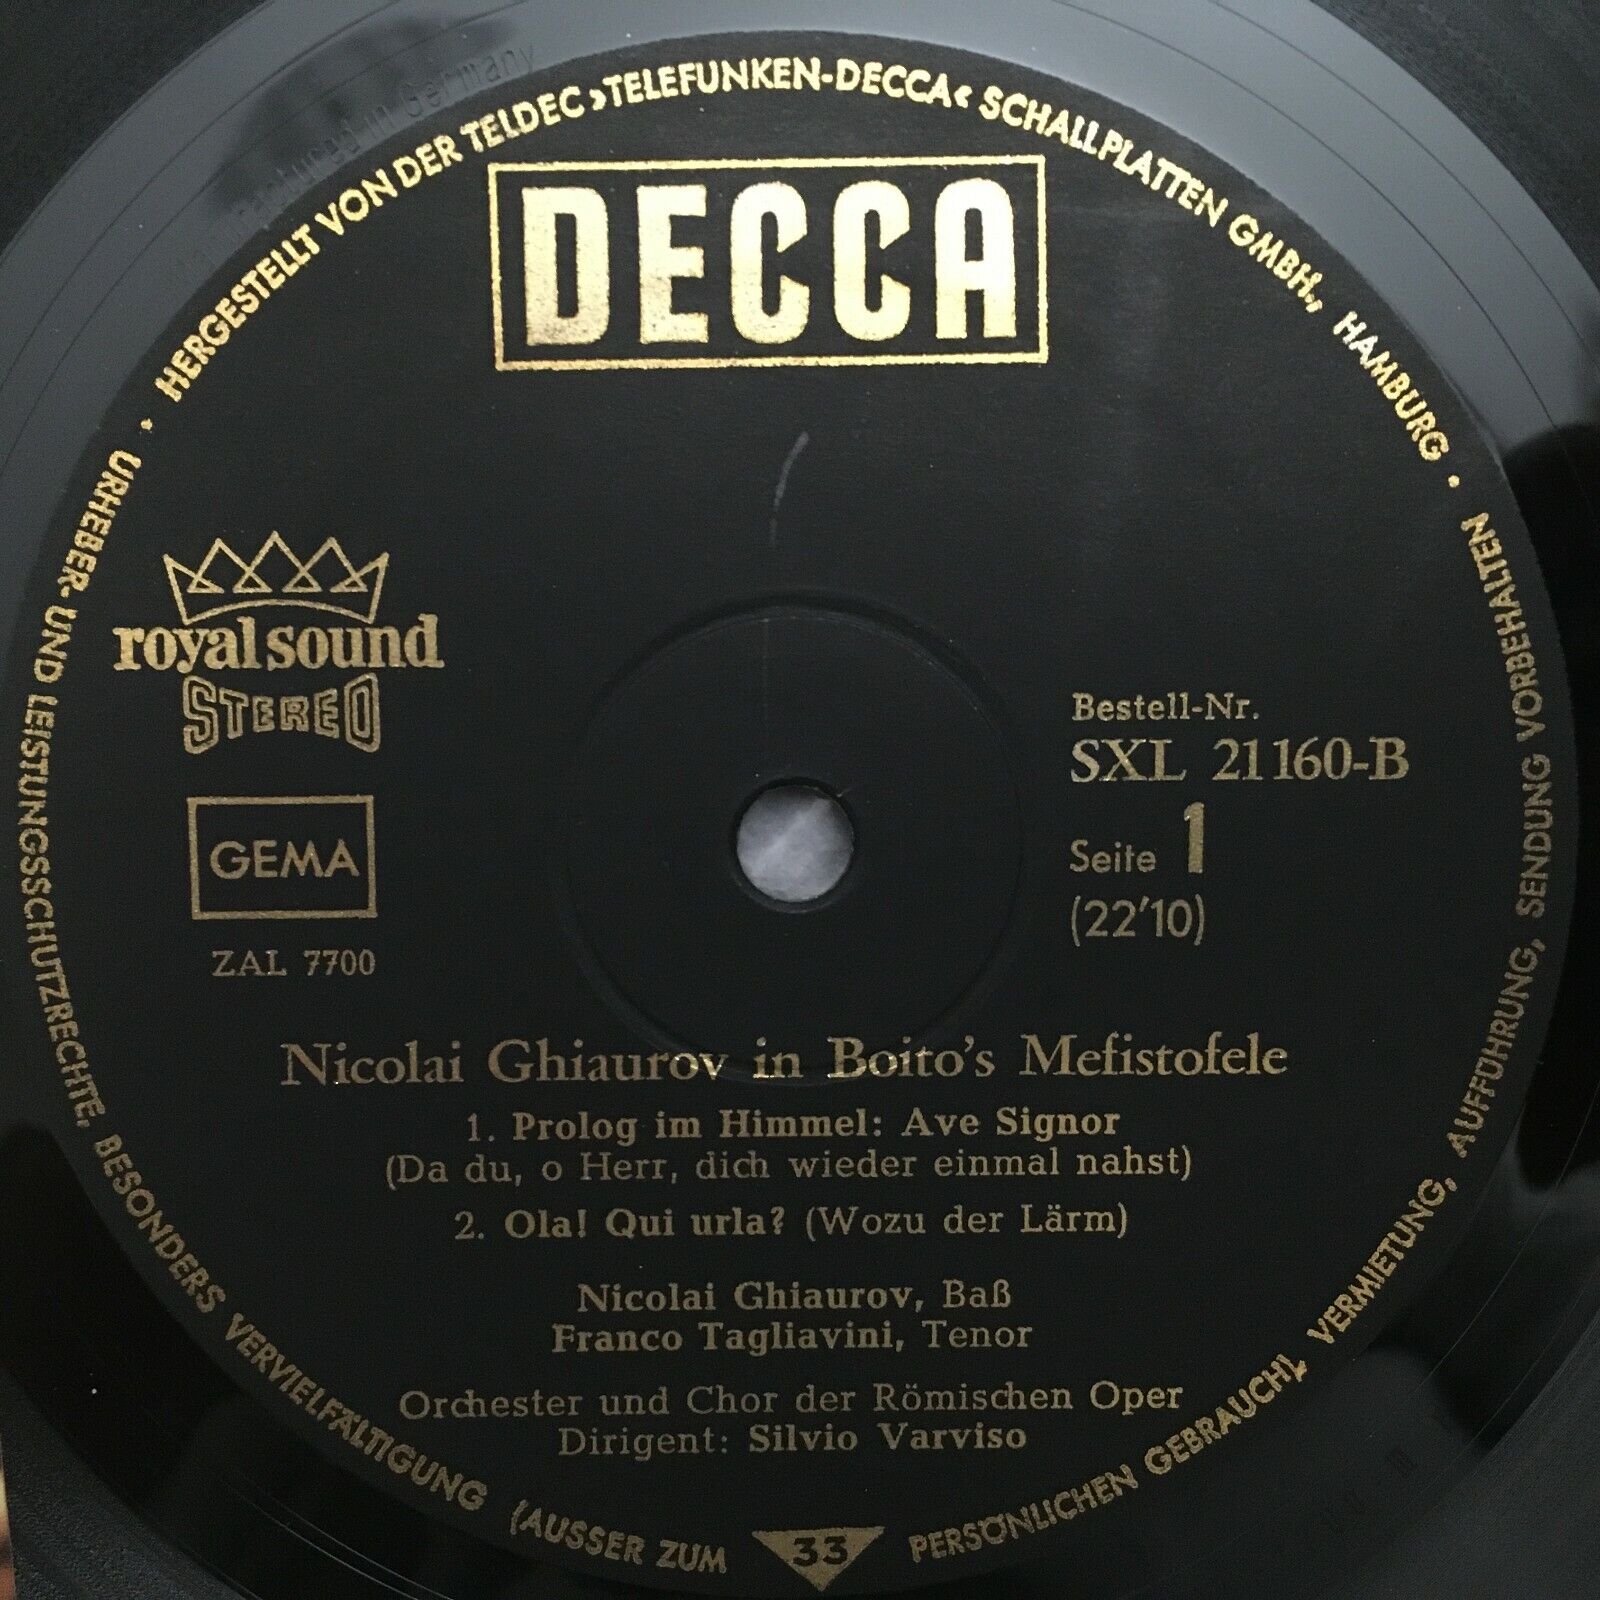 HERGESTELLT VON DER TELDEC »TELEFUNKEN-DECCA« SCHALLPLATTEN GMBH., HAMBURG ·
URHEBER- UND LEISTUNGSSCHUTZRECHTE, BESONDERS VERVIELFÄLTIGUNG (AUSSER ZUM PERSÖNLICHEN GEBRAUCH), VERMIETUNG, AUFFÜHRUNG, SENDUNG VORBEHALTEN ·
in Germany
DECCA
royal sound
STEREO
GEMA
ZAL 7700
Bestell-Nr.
SXL 21160-B
Seite 1
(22'10)
Nicolai Ghiaurov in Boito's Mefistofele
1. Prolog im Himmel: Ave Signor
(Da du, o Herr, dich wieder einmal nahst)
2. Ola! Qui urla? (Wozu der Lärm)
Nicolai Ghiaurov, Baß
Franco Tagliavini, Tenor
Orchester und Chor der Römischen Oper
Dirigent: Silvio Varviso
33